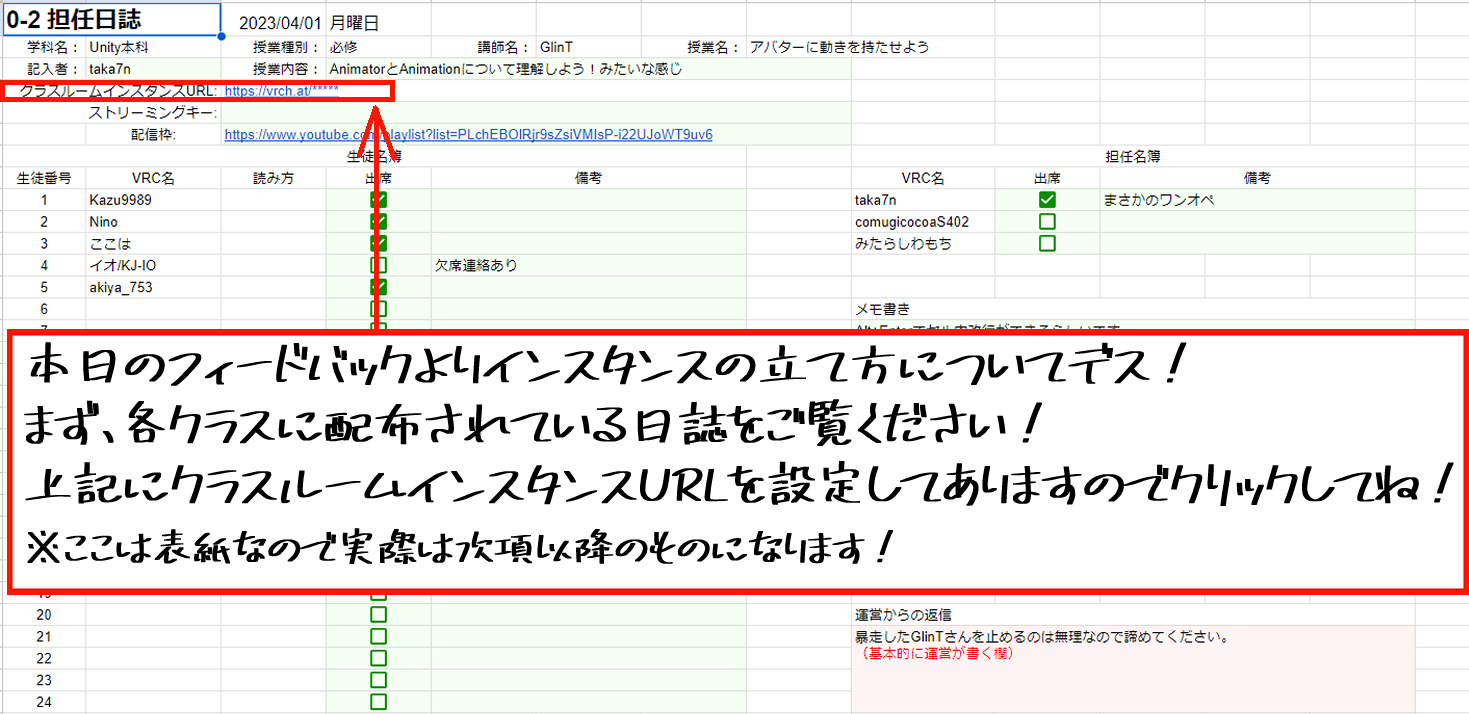 0-2 担任日誌 2023/04/01 月曜日
学科名： Unity本科 授業種別： 必修 講師名： GlinT 授業名： アバターに動きを持たせよう
記入者： taka7n 授業内容： AnimatorとAnimationについて理解しよう！みたいな感じ
クラスルームインスタンスURL: https://vrch.at/*****
ストリーミングキー:
配信枠: https://www.youtube.com/playlist?list=PLchEBOIRjr9sZsiVMIsP-i22UJoWT9uv6
生徒名簿 担任名簿
生徒番号 VRC名 読み方 出席 備考 VRC名 出席 備考
1 Kazu9989 taka7n まさかのワンオペ
2 Nino comugicocoaS402
3 ここは みたらしわもち
4 イオ/KJ-IO 欠席連絡あり
5 akiya_753
6 メモ書き
7
本日のフィードバックよりインスタンスの立て方についてデス！
まず、各クラスに配布されている日誌をご覧ください！
上記にクラスルームインスタンスURLを設定してありますのでクリックしてね！
※ここは表紙なので実際は次項以降のものになります！
19
20 運営からの返信
21 暴走したGlinTさんを止めるのは無理なので諦めてください。
（基本的に運営が書く欄）
22
23
24